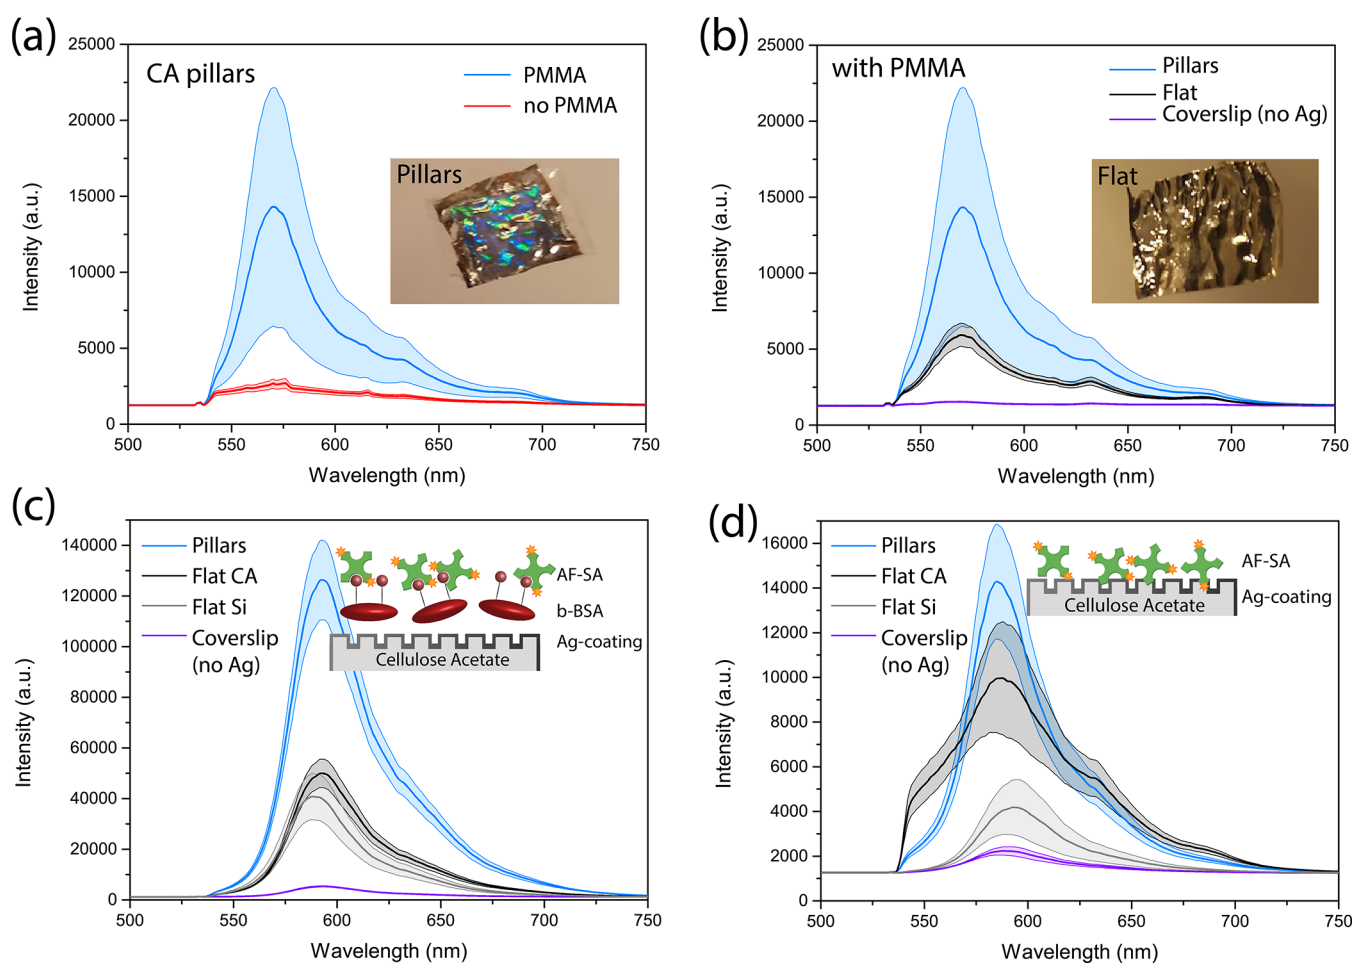 (a)
25000
20000
15000
10000
5000
0
Intensity (a.u.)
CA pillars
PMMA
no PMMA
Pillars
500
550
600
650
700
750
Wavelength (nm)
(b)
25000
20000
15000
10000
5000
0
Intensity (a.u.)
with PMMA
Pillars
Flat
Coverslip (no Ag)
Flat
500
550
600
650
700
750
Wavelength (nm)
(c)
140000
120000
100000
80000
60000
40000
20000
0
Intensity (a.u.)
Pillars
Flat CA
Flat Si
Coverslip
(no Ag)
AF-SA
b-BSA
Ag-coating
Cellulose Acetate
500
550
600
650
700
750
Wavelength (nm)
(d)
16000
14000
12000
10000
8000
6000
4000
2000
0
Intensity (a.u.)
Pillars
Flat CA
Flat Si
Coverslip
(no Ag)
AF-SA
Ag-coating
Cellulose Acetate
500
550
600
650
700
750
Wavelength (nm)